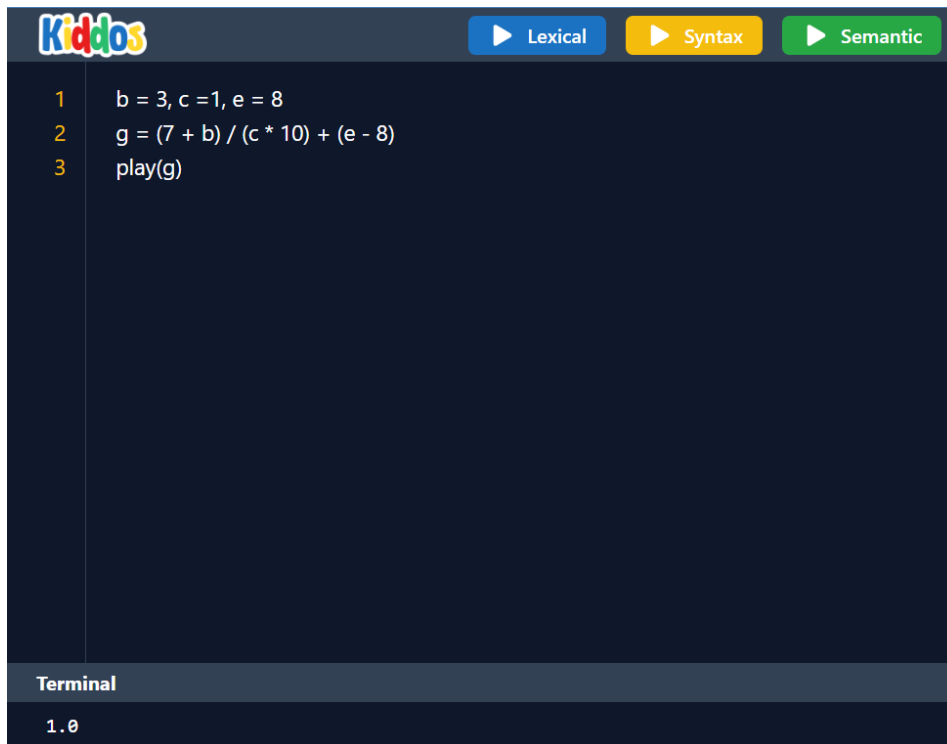 Kiddos
Lexical
Syntax
Semantic
1 b = 3, c =1, e = 8
2 g = (7 + b) / (c * 10) + (e - 8)
3 play(g)
Terminal
1.0